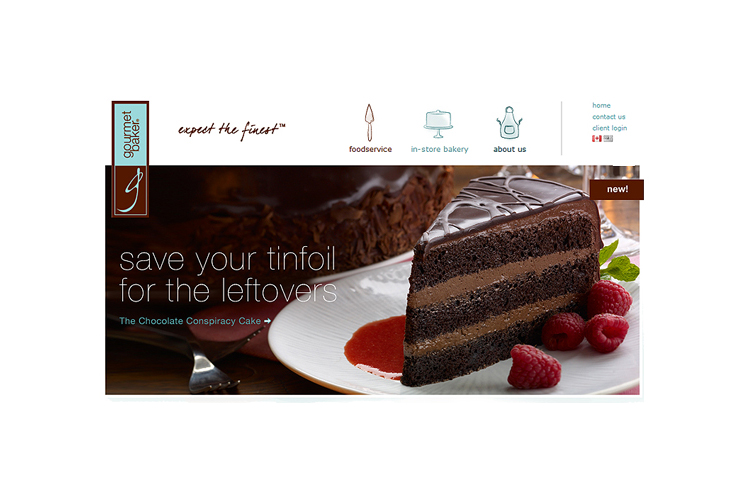 gourmet
baker®
expect the finest™
foodservice
in-store bakery
about us
home
contact us
client login
new!
save your tinfoil
for the leftovers
The Chocolate Conspiracy Cake ➡